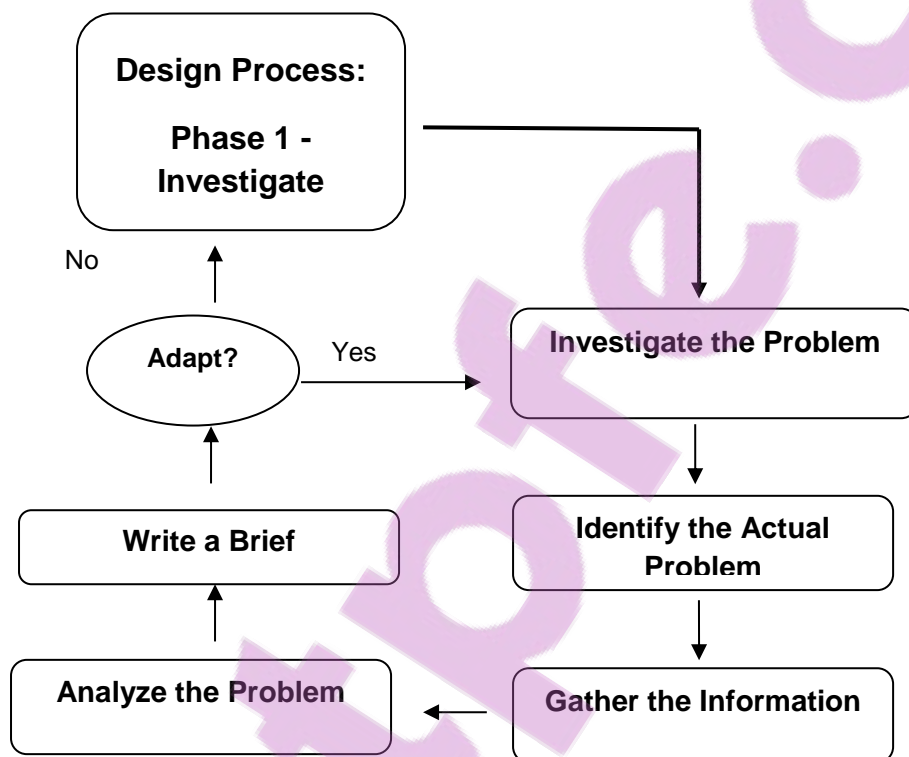 Design Process:
Phase 1 -
Investigate
No
Adapt?
Yes
Investigate the Problem
Write a Brief
Identify the Actual
Problem
Analyze the Problem
Gather the Information